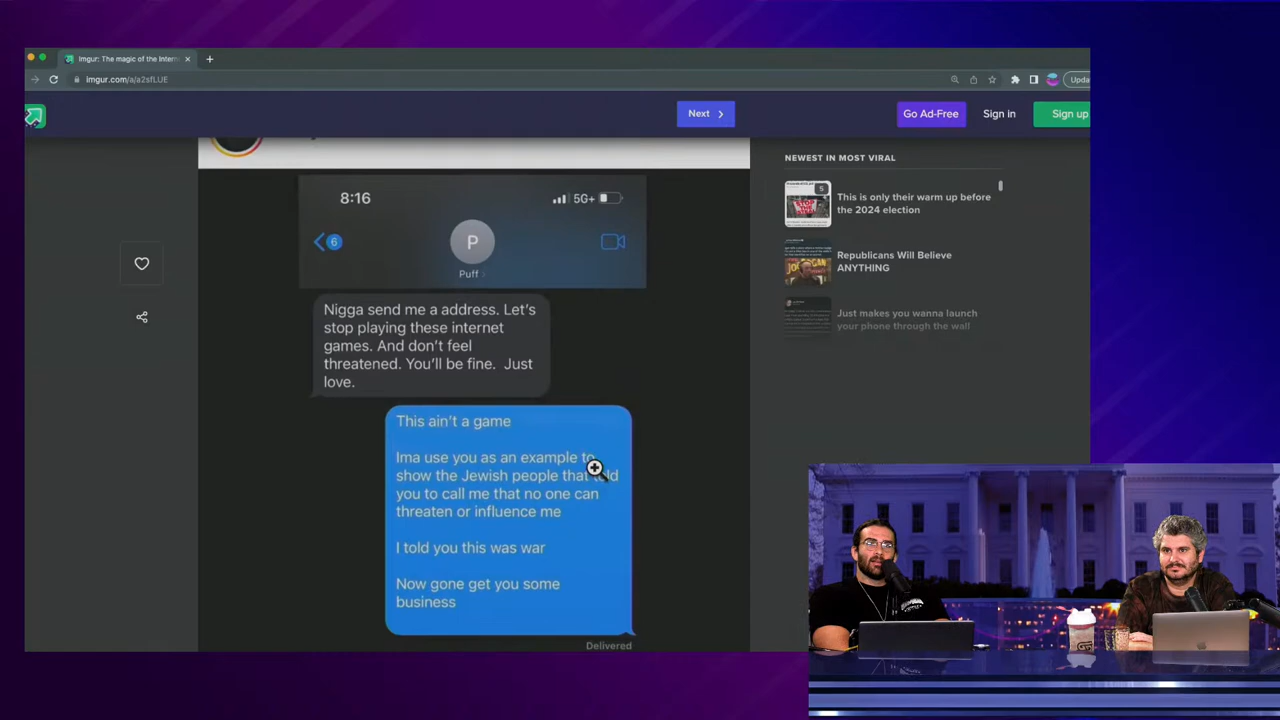 Imgur: The magic of the Intern
imgur.com/a/a2sfLUE
Upda
Next
Go Ad-Free
Sign in
Sign up
NEWEST IN MOST VIRAL
5
This is only their warm up before
the 2024 election
Republicans Will Believe
ANYTHING
Just makes you wanna launch
your phone through the wall
8:16
5G+
6
P
Puff
Nigga send me a address. Let's
stop playing these internet
games. And don't feel
threatened. You'll be fine. Just
love.
This ain't a game
Ima use you as an example to
show the Jewish people that told
you to call me that no one can
threaten or influence me
I told you this was war
Now gone get you some
business
Delivered